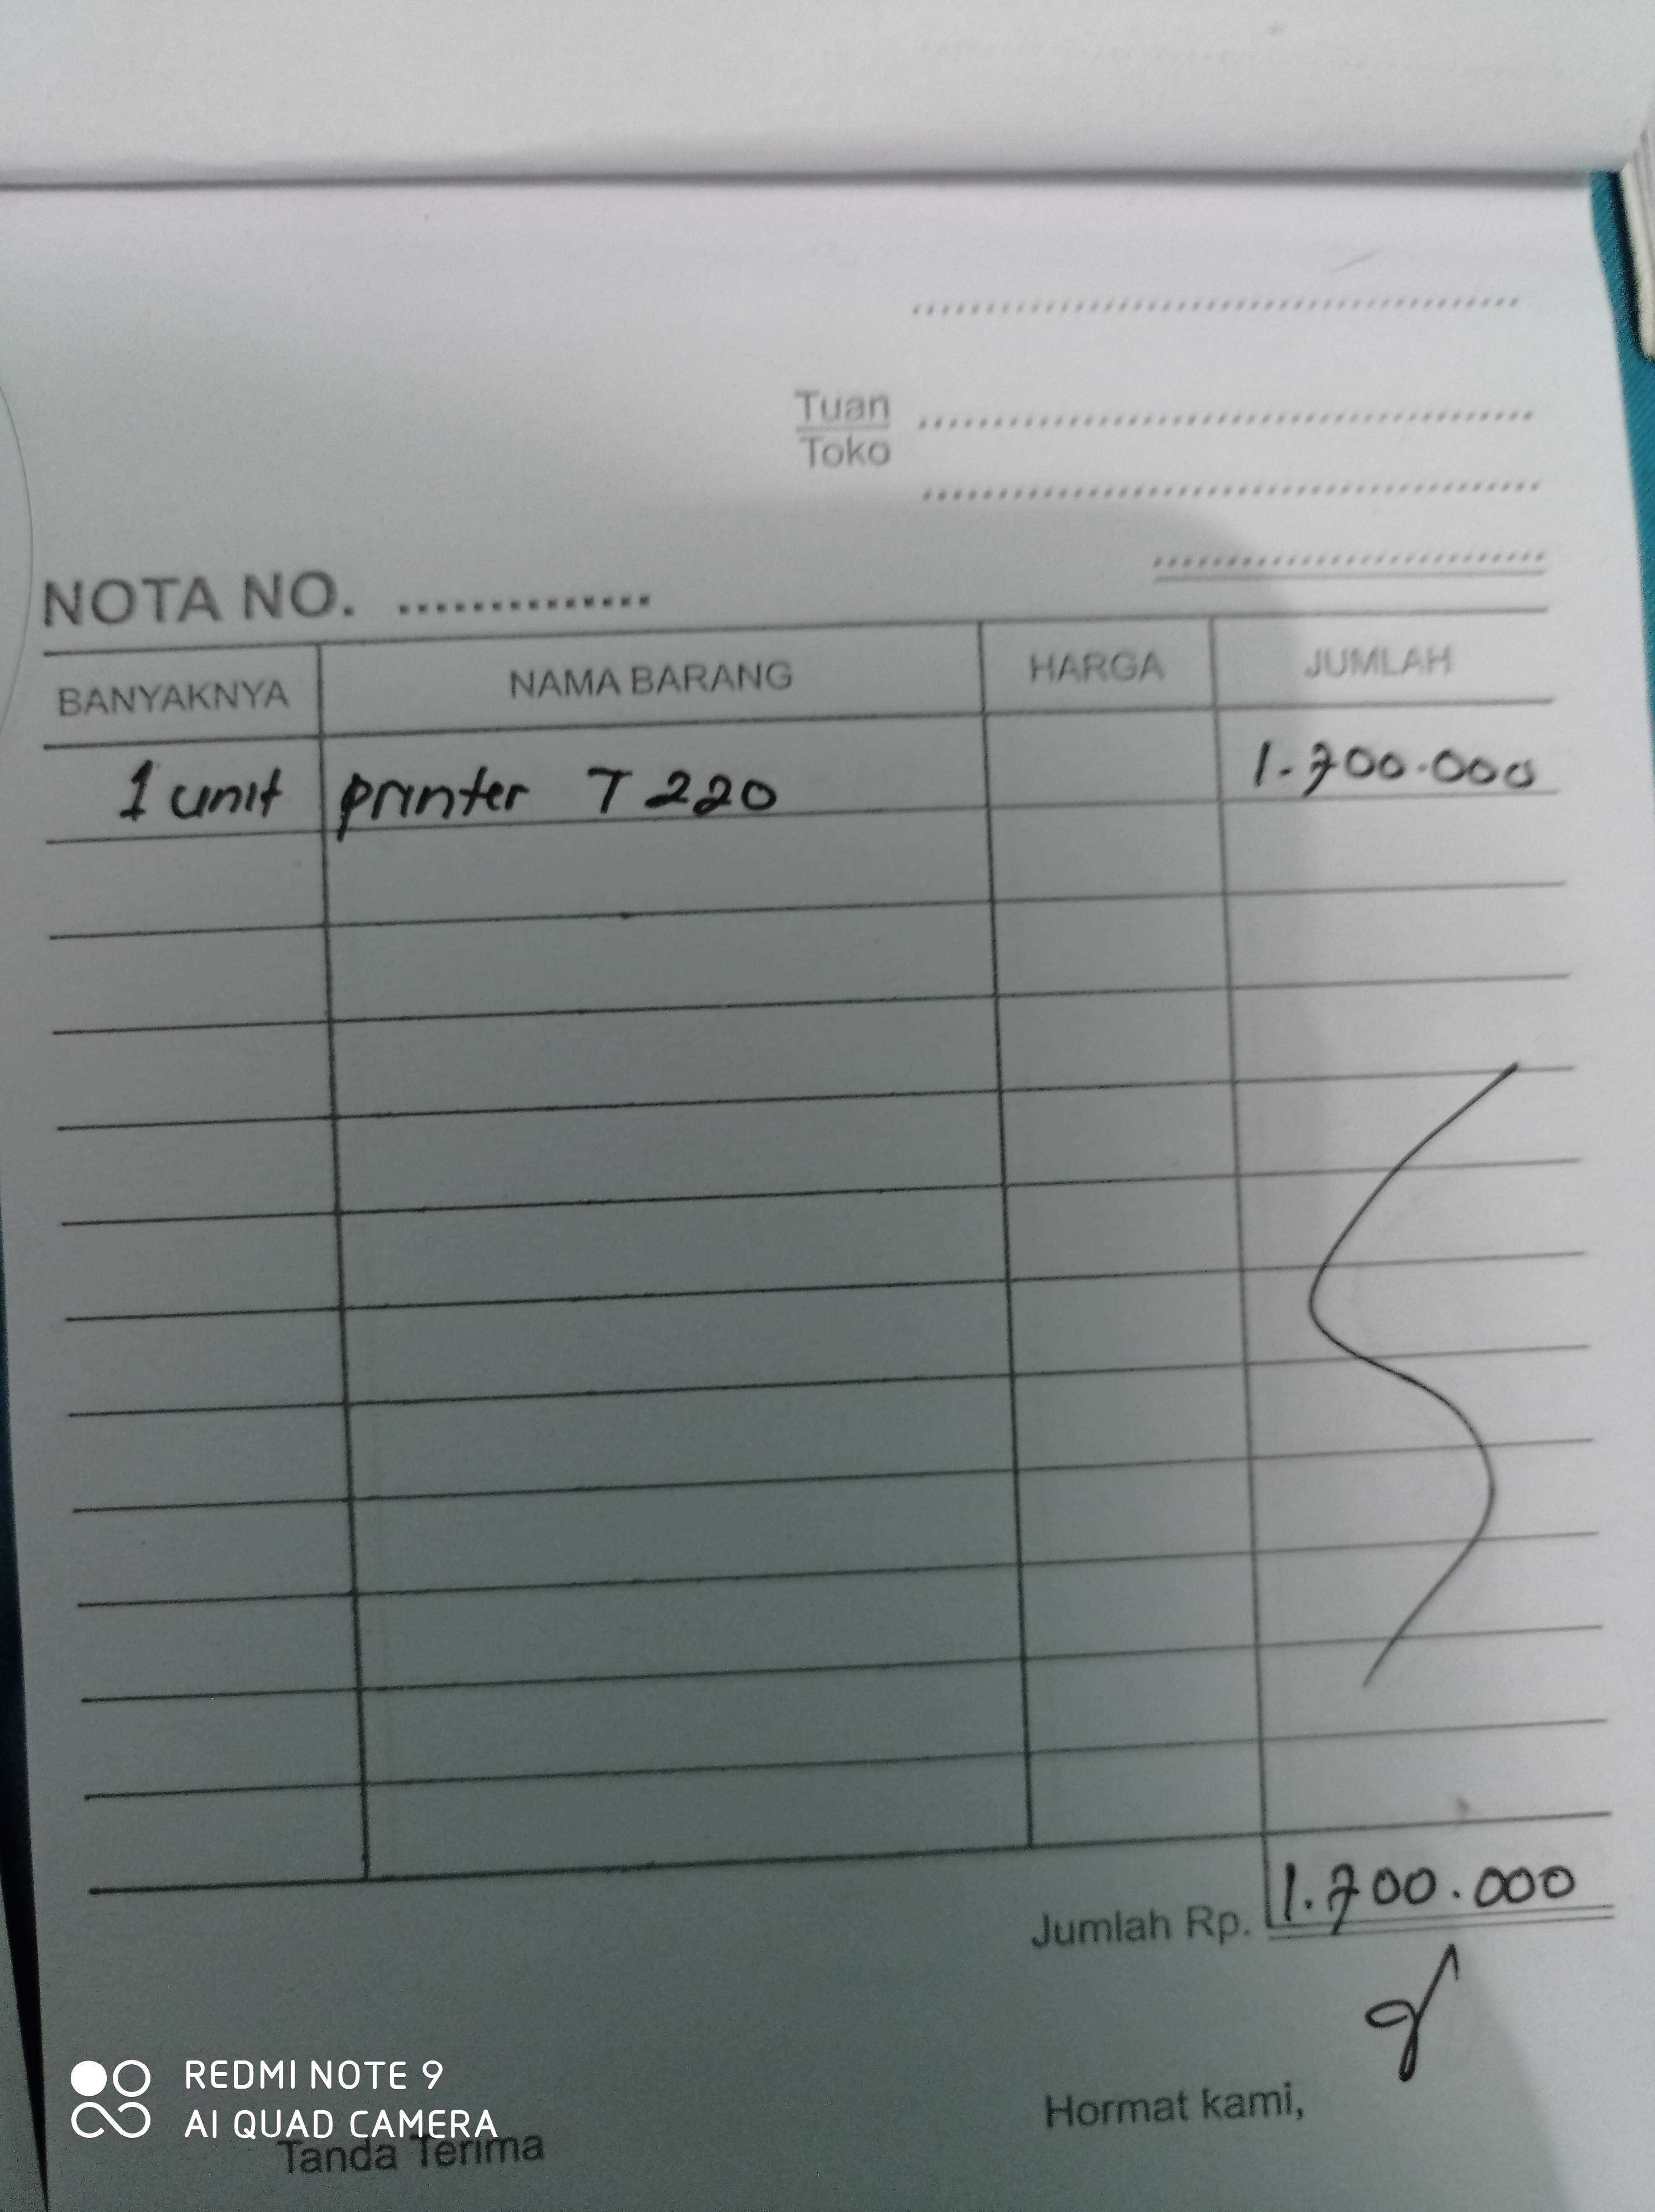 Tuan
Toko
NOTA NO. ..............
BANYAKNYA NAMA BARANG HARGA JUMLAH
1 unit printer T 220 1.700.000
Jumlah Rp. 1.700.000
Hormat kami,
Tanda Terima
REDMI NOTE 9
AI QUAD CAMERA